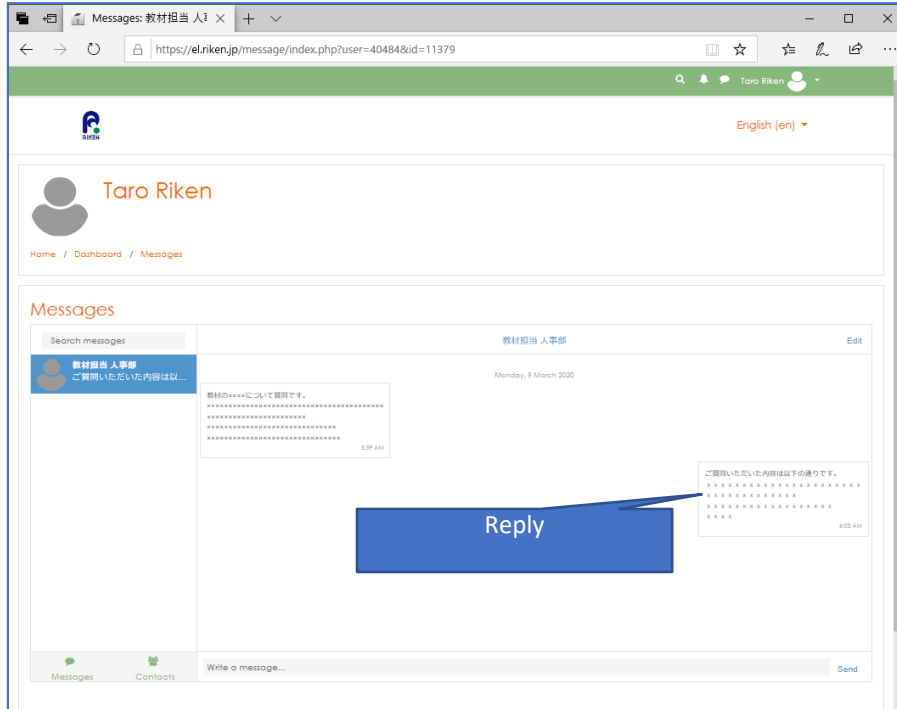 Messages: 教材担当 人事
https://el.riken.jp/message/index.php?user=40484&id=11379
Taro Riken
RIKEN
English (en)
Taro Riken
Home / Dashboard / Messages
Messages
Search messages
教材担当 人事部
Edit
教材担当 人事部
ご質問いただいた内容は以...
Monday, 9 March 2020
教材の××××について質問です。
×××××××××××××××××××××××××××××××××××××××××
×××××××××××××××××××××××
××××××××××××××××××××××××××××××
×××××××××××××××××××××××××××××××
5:59 AM
ご質問いただいた内容は以下の通りです。
ｘｘｘｘｘｘｘｘｘｘｘｘｘｘｘｘｘｘｘｘｘｘ
ｘｘｘｘｘｘｘｘｘｘｘｘｘ
ｘｘｘｘｘｘｘｘｘｘｘｘｘｘｘｘｘｘ
ｘｘｘｘ
6:03 AM
Reply
Messages
Contacts
Write a message...
Send